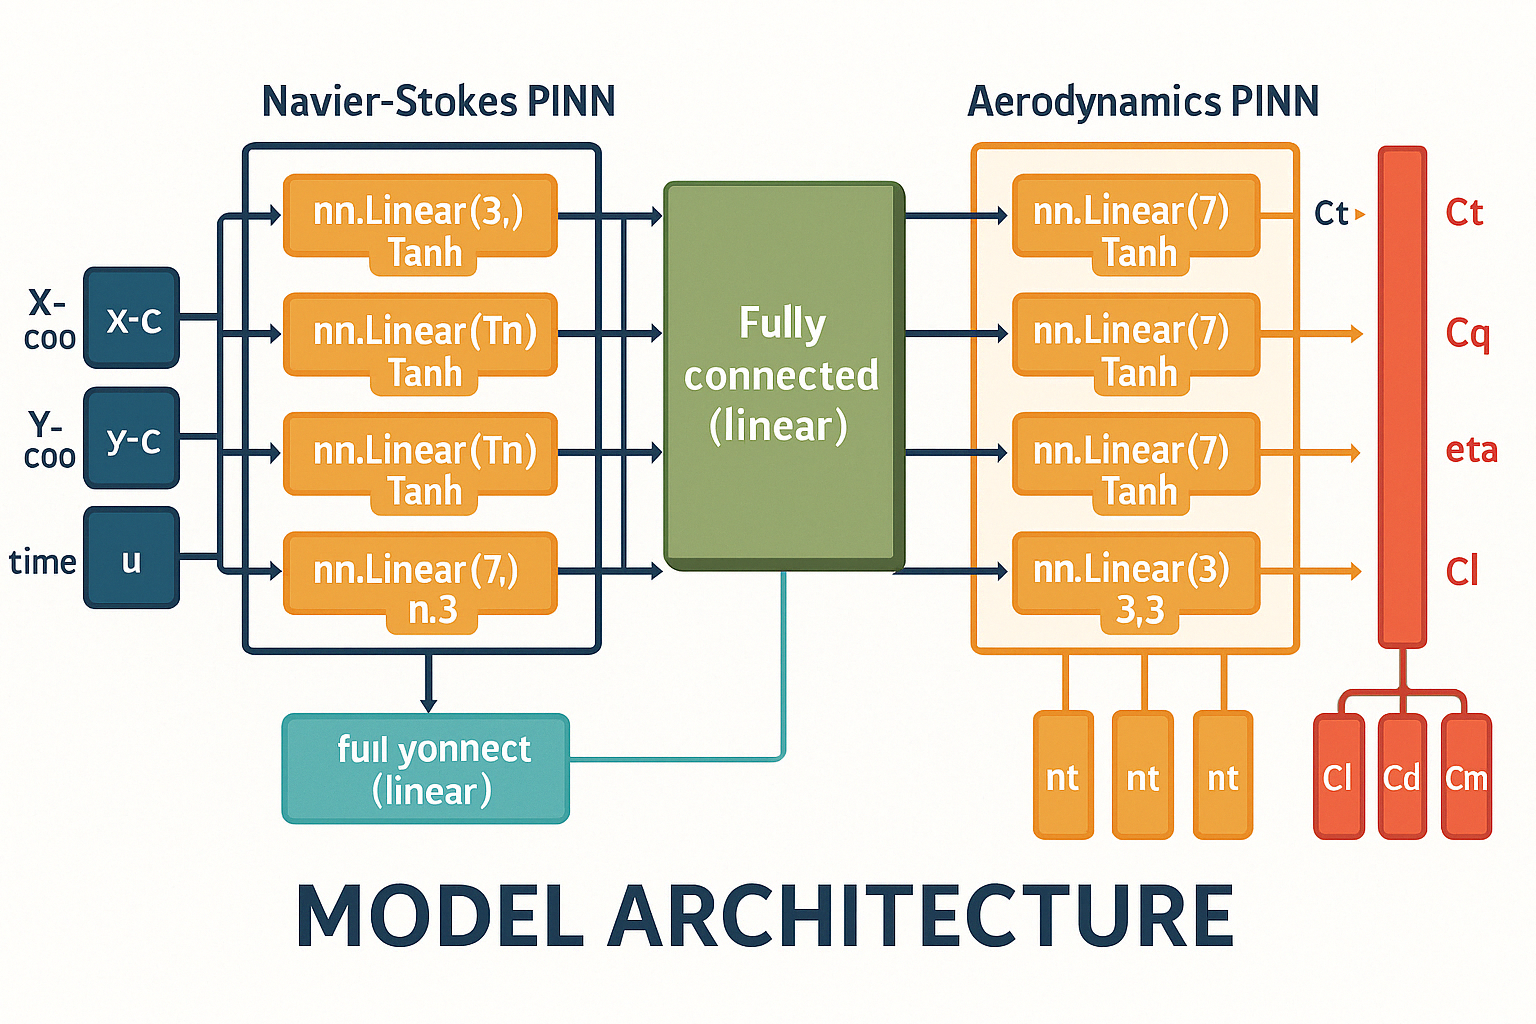 Navier-Stokes PINN
Aerodynamics PINN
X-
coo
x-c
Y-
coo
y-c
time
u
nn.Linear(3,)
Tanh
nn.Linear(Tn)
Tanh
nn.Linear(Tn)
Tanh
nn.Linear(7,)
n.3
Fully
connected
(linear)
nn.Linear(7)
Tanh
nn.Linear(7)
Tanh
nn.Linear(7)
Tanh
nn.Linear(3)
3,3
Ct
Ct
Cq
eta
Cl
full yonnect
(linear)
nt
nt
nt
Cl
Cd
Cm
MODEL ARCHITECTURE